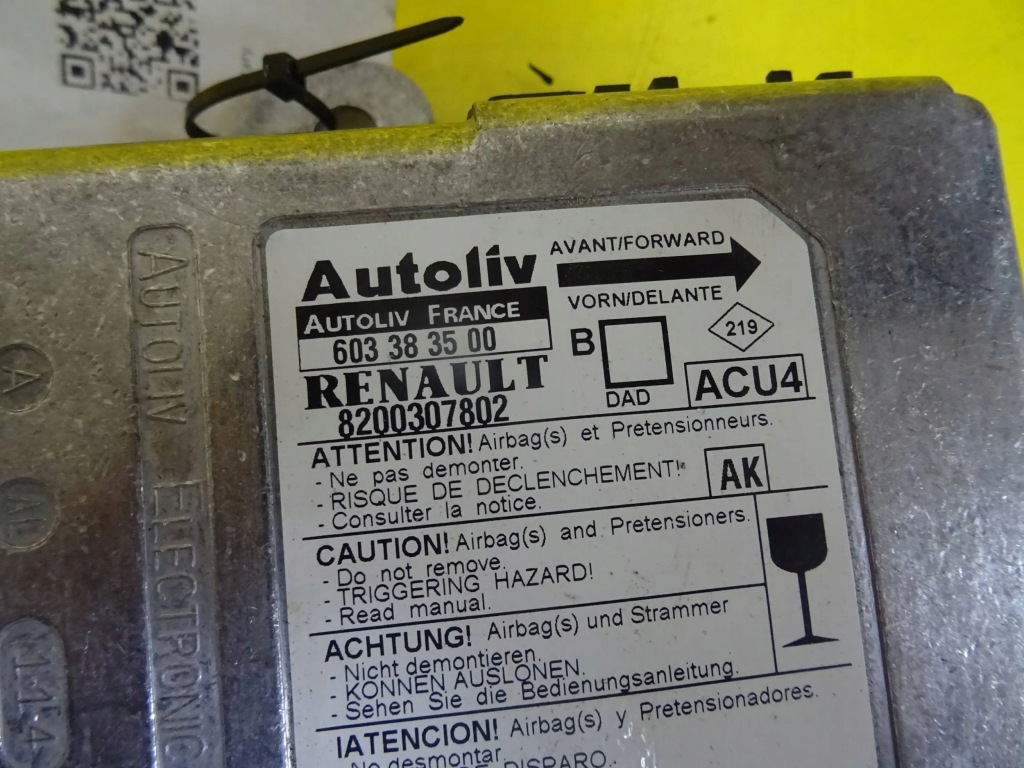 Autoliv
AUTOLIV FRANCE
603 38 35 00
RENAULT
8200307802
AVANT/FORWARD
VORN/DELANTE
B
DAD
219
ACU4
ATTENTION! Airbag(s) et Pretensionneurs.
- Ne pas demonter.
- RISQUE DE DECLENCHEMENT!
- Consulter la notice.
AK
CAUTION! Airbag(s) and Pretensioners.
- Do not remove.
- TRIGGERING HAZARD!
- Read manual.
ACHTUNG! Airbag(s) und Strammer
- Nicht demontieren.
- KONNEN AUSLONEN.
- Sehen Sie die Bedienungsanleitung.
IATENCION! Airbag(s) y Pretensionadores.
No desmontar
DISPARO.
AUTOLIV ELECTRONIC
A